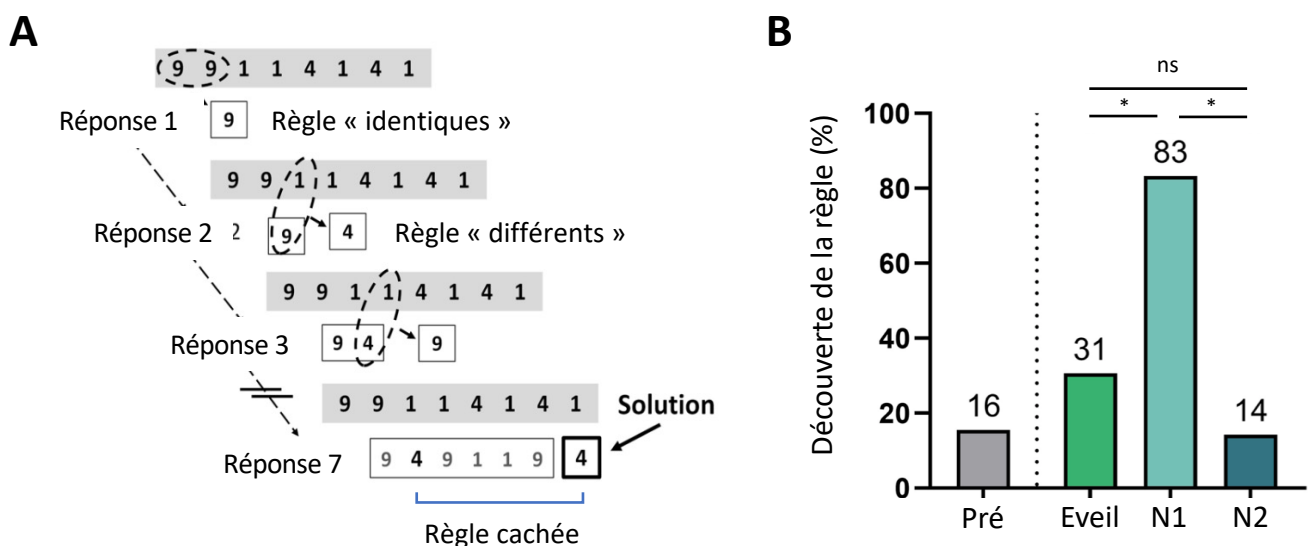 A
9 9 1 1 4 1 4 1
Réponse 1
9
Règle « identiques »
9 9 1 1 4 1 4 1
Réponse 2
2
9
4
Règle « différents »
9 9 1 1 4 1 4 1
Réponse 3
9 4
9
9 9 1 1 4 1 4 1
Solution
Réponse 7
9 4 9 1 1 9
4
Règle cachée
B
ns
*
*
Découverte de la règle (%)
100
80
60
40
20
0
16
31
83
14
Pré
Eveil
N1
N2